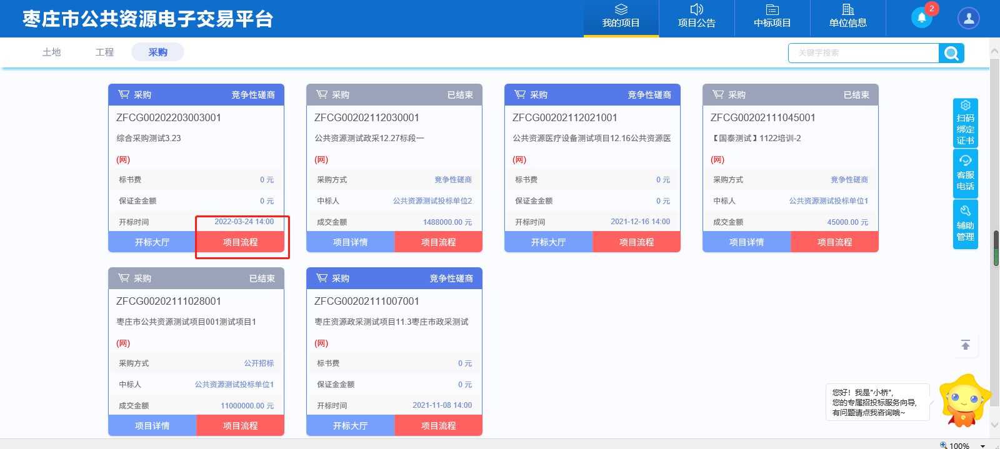 枣庄市公共资源电子交易平台
我的项目
项目公告
中标项目
单位信息
2
土地
工程
采购
关键字搜索
采购
竞争性磋商
ZFCG00202203003001
综合采购测试3.23
(网)
标书费
0 元
保证金金额
0 元
开标时间
2022-03-24 14:00
开标大厅
项目流程
采购
已结束
ZFCG00202112030001
公共资源测试政采12.27标段一
(网)
采购方式
竞争性磋商
中标人
公共资源测试投标单位2
成交金额
1488000.00 元
项目详情
项目流程
采购
竞争性磋商
ZFCG00202112021001
公共资源医疗设备测试项目12.16公共资源医
(网)
标书费
0 元
保证金金额
0 元
开标时间
2021-12-16 14:00
开标大厅
项目流程
采购
已结束
ZFCG00202111045001
【国泰测试】1122培训-2
(网)
采购方式
竞争性磋商
中标人
公共资源测试投标单位1
成交金额
45000.00 元
项目详情
项目流程
采购
已结束
ZFCG00202111028001
枣庄市公共资源测试项目001测试项目1
(网)
采购方式
公开招标
中标人
公共资源测试投标单位1
成交金额
11000000.00 元
项目详情
项目流程
采购
竞争性磋商
ZFCG00202111007001
枣庄资源政采测试项目11.3枣庄市政采测试
(网)
标书费
0 元
保证金金额
0 元
开标时间
2021-11-08 14:00
开标大厅
项目流程
扫码
绑定
证书
客服
电话
辅助
管理
您好！我是"小桥",
您的专属招投标服务向导,
有问题请点我咨询哦~
100%